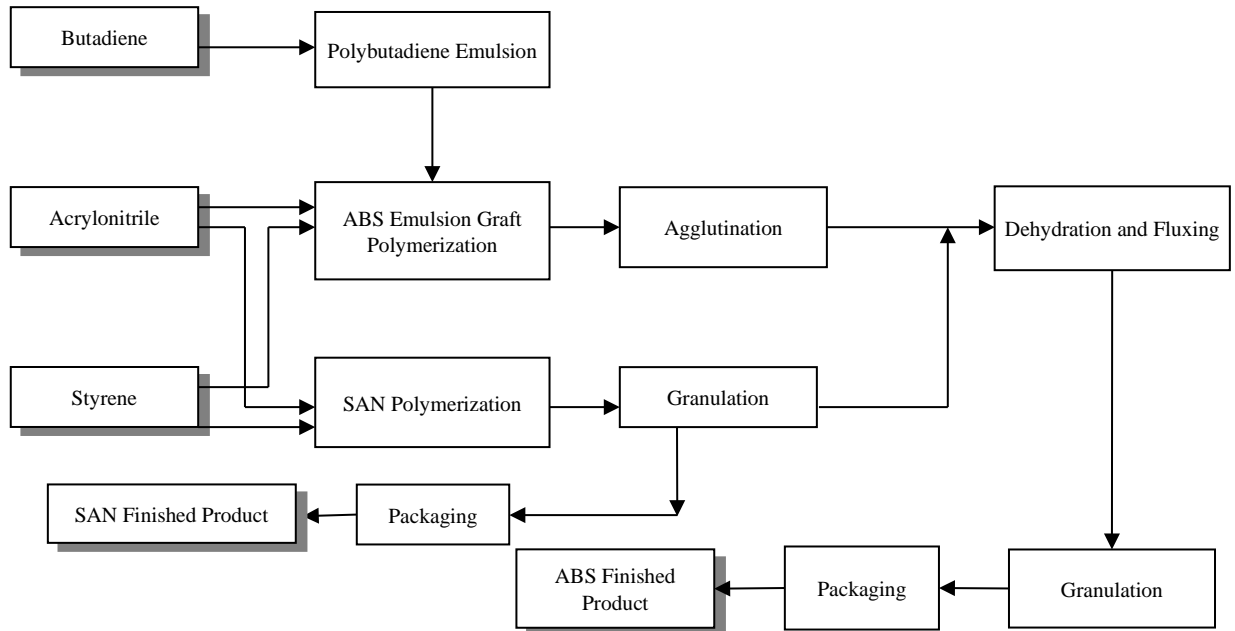 Butadiene
Polybutadiene Emulsion
Acrylonitrile
ABS Emulsion Graft
Polymerization
Agglutination
Dehydration and Fluxing
Styrene
SAN Polymerization
Granulation
SAN Finished Product
Packaging
ABS Finished
Product
Packaging
Granulation